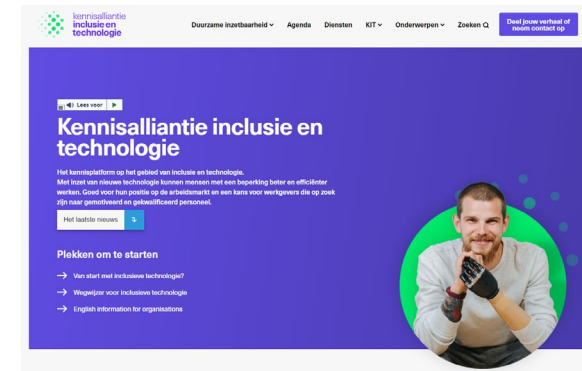 kennisalliantie
inclusie en
technologie
Duurzame inzetbaarheid
Agenda
Diensten
KIT
Onderwerpen
Zoeken
Deel jouw verhaal of
neem contact op
Lees voor
Kennisalliantie inclusie en
technologie
Het kennisplatform op het gebied van inclusie en technologie.
Met inzet van nieuwe technologie kunnen mensen met een beperking beter en efficiënter
werken. Goed voor hun positie op de arbeidsmarkt en een kans voor werkgevers die op zoek
zijn naar gemotiveerd en gekwalificeerd personeel.
Het laatste nieuws
Plekken om te starten
Van start met inclusieve technologie?
Wegwijzer voor inclusieve technologie
English information for organisations